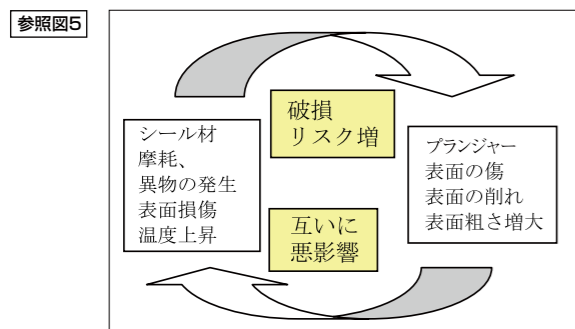 参照図5
破損
リスク増
シール材
摩耗、
異物の発生
表面損傷
温度上昇
プランジャー
表面の傷
表面の削れ
表面粗さ増大
互いに
悪影響